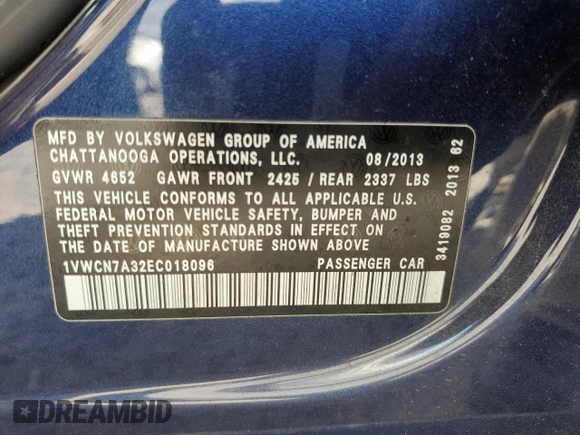 MFD BY VOLKSWAGEN GROUP OF AMERICA
CHATTANOOGA OPERATIONS, LLC. 08/2013
GVWR 4652 GAWR FRONT 2425 / REAR 2337 LBS
THIS VEHICLE CONFORMS TO ALL APPLICABLE U.S.
FEDERAL MOTOR VEHICLE SAFETY, BUMPER AND
THEFT PREVENTION STANDARDS IN EFFECT ON
THE DATE OF MANUFACTURE SHOWN ABOVE.
1VWCN7A32EC018096 PASSENGER CAR
3419082 2013 62
DREAMBID